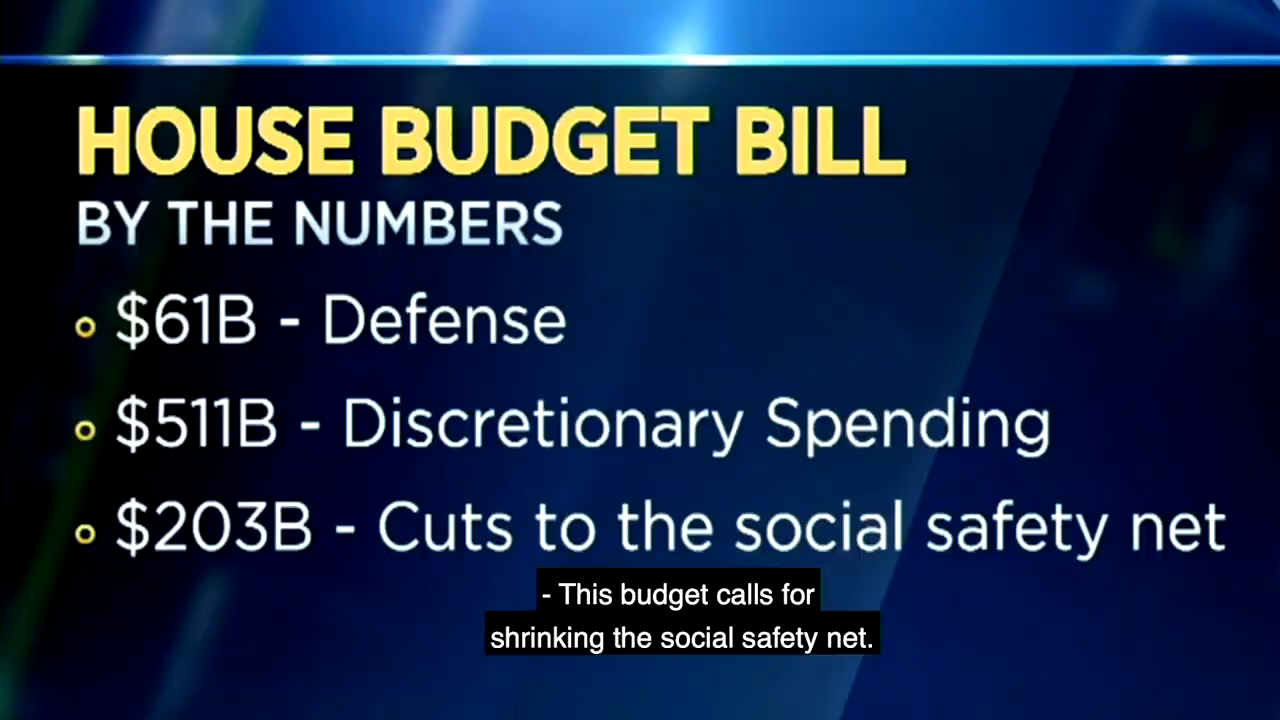 HOUSE BUDGET BILL
BY THE NUMBERS
$61B - Defense
$511B - Discretionary Spending
$203B - Cuts to the social safety net
- This budget calls for
shrinking the social safety net.